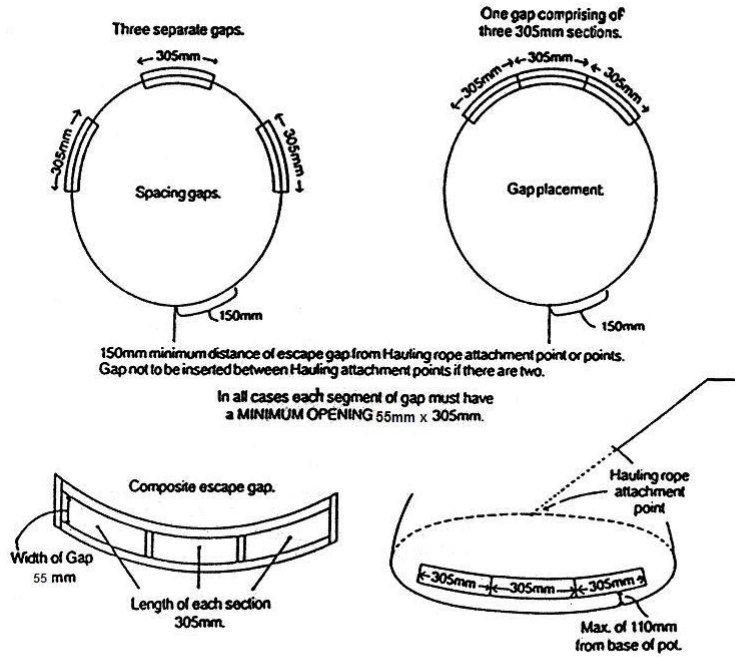 Three separate gaps.
305mm
305mm
305mm
Spacing gaps.
150mm
One gap comprising of
three 305mm sections.
305mm
305mm
305mm
Gap placement.
150mm
150mm minimum distance of escape gap from Hauling rope attachment point or points.
Gap not to be inserted between Hauling attachment points if there are two.
In all cases each segment of gap must have
a MINIMUM OPENING 55mm x 305mm.
Composite escape gap.
Width of Gap
55 mm
Length of each section
305mm.
Hauling rope
attachment
point
305mm
305mm
305mm
Max. of 110mm
from base of pot.